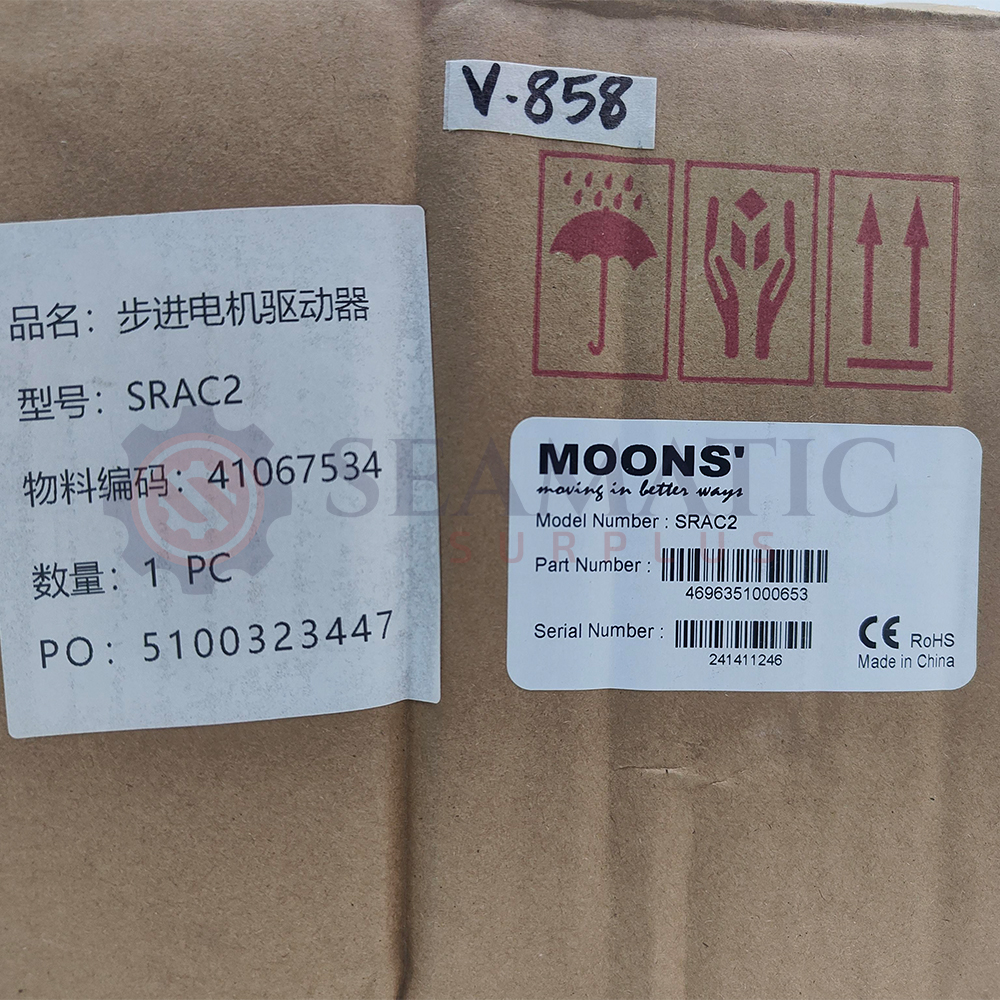 V-858
品名：步进电机驱动器
型号：SRAC2
物料编码：41067534
数量：1 PC
PO：5100323447
MOONS'
moving in better ways
Model Number : SRAC2
Part Number :
4696351000653
Serial Number :
241411246
CE RoHS
Made in China
SEAMATIC
SURPLUS